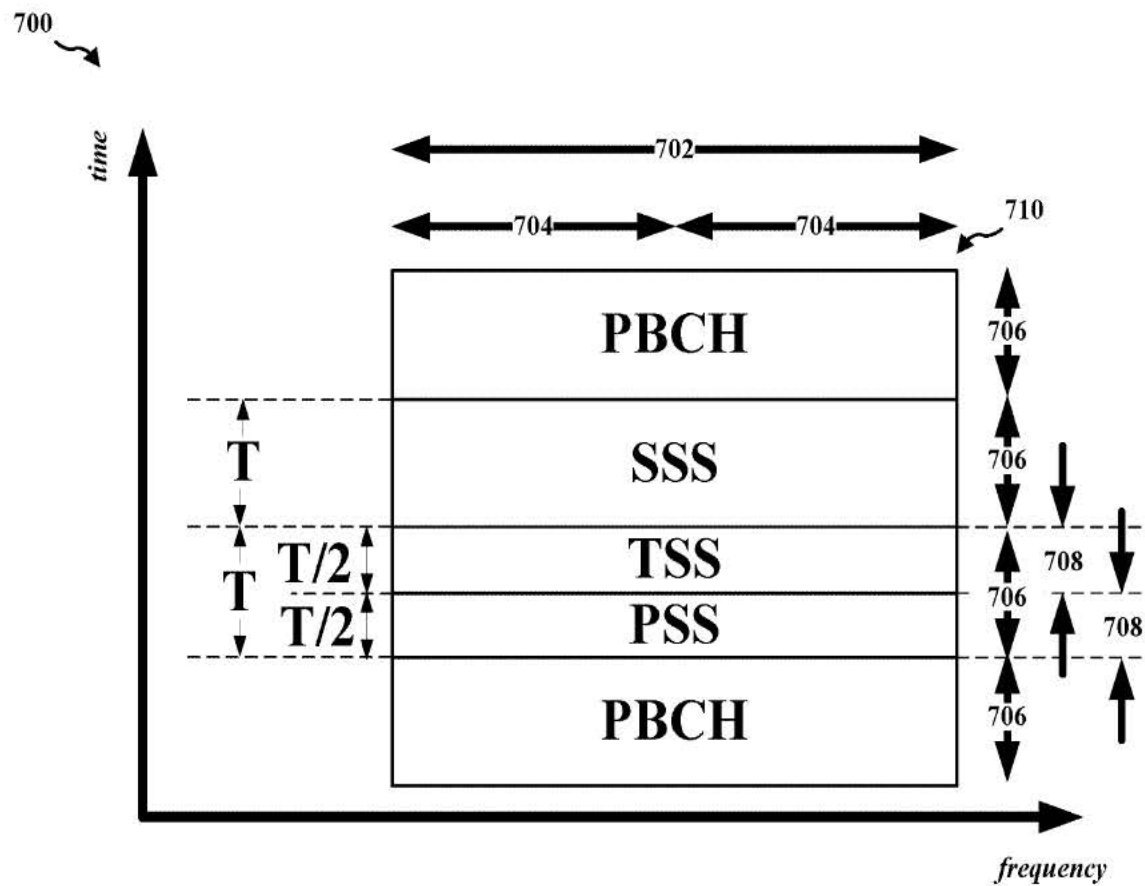 700
time
702
704 704
710
PBCH
706
T
SSS
706
T
T/2
TSS
706
708
T/2
PSS
708
PBCH
706
frequency